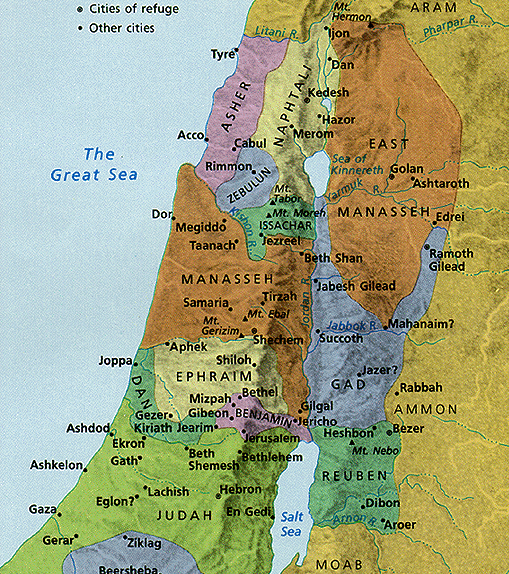 Cities of refuge
Other cities
Mt.
Hermon
ARAM
Litani R.
Ijon
Pharpar R.
Tyre
Dan
ASHER
NAPHTALI
Kedesh
Hazor
Acco
Merom
EAST
Cabul
The
Great Sea
Rimmon
Sea of
Kinnereth
Golan
Ashtaroth
ZEBULUN
Mt.
Tabor
Yarmuk R.
Dor
Kishon R.
Mt. Moreh
MANASSEH
Edrei
Megiddo
ISSACHAR
Taanach
Jezreel
Beth Shan
Ramoth
Gilead
MANASSEH
Jabesh Gilead
Tirzah
Samaria
Jordan R.
Mt. Ebal
Mt.
Gerizim
Jabbok R.
Mahanaim?
Shechem
Succoth
Aphek
Joppa
Shiloh
Jazer?
EPHRAIM
DAN
GAD
Rabbah
Mizpah
Bethel
Gezer
Gibeon
BENJAMIN
Gilgal
Jericho
AMMON
Kiriath Jearim
Ashdod
Heshbon
Bezer
Ekron
Jerusalem
Mt. Nebo
Gath
Beth
Shemesh
Bethlehem
Ashkelon
REUBEN
Lachish
Hebron
Eglon?
Gaza
JUDAH
En Gedi
Salt
Sea
Dibon
Arnon R.
Aroer
Gerar
Ziklag
Beersheba
MOAB